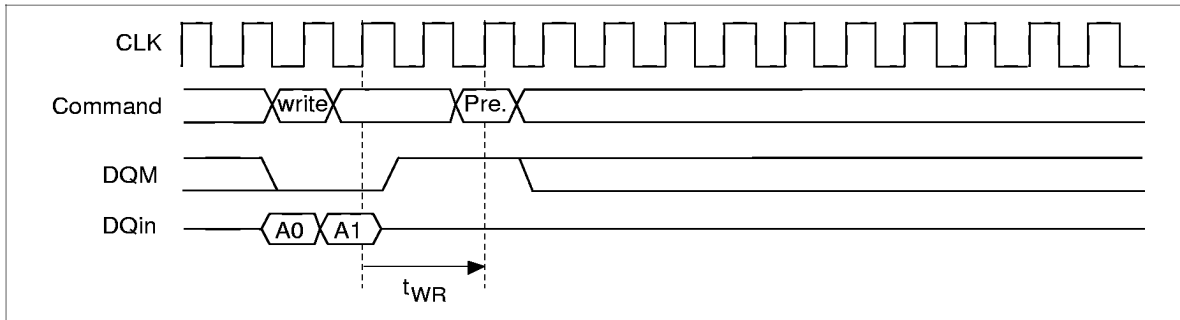 CLK
Command write Pre.
DQM
DQin A0 A1
tWR